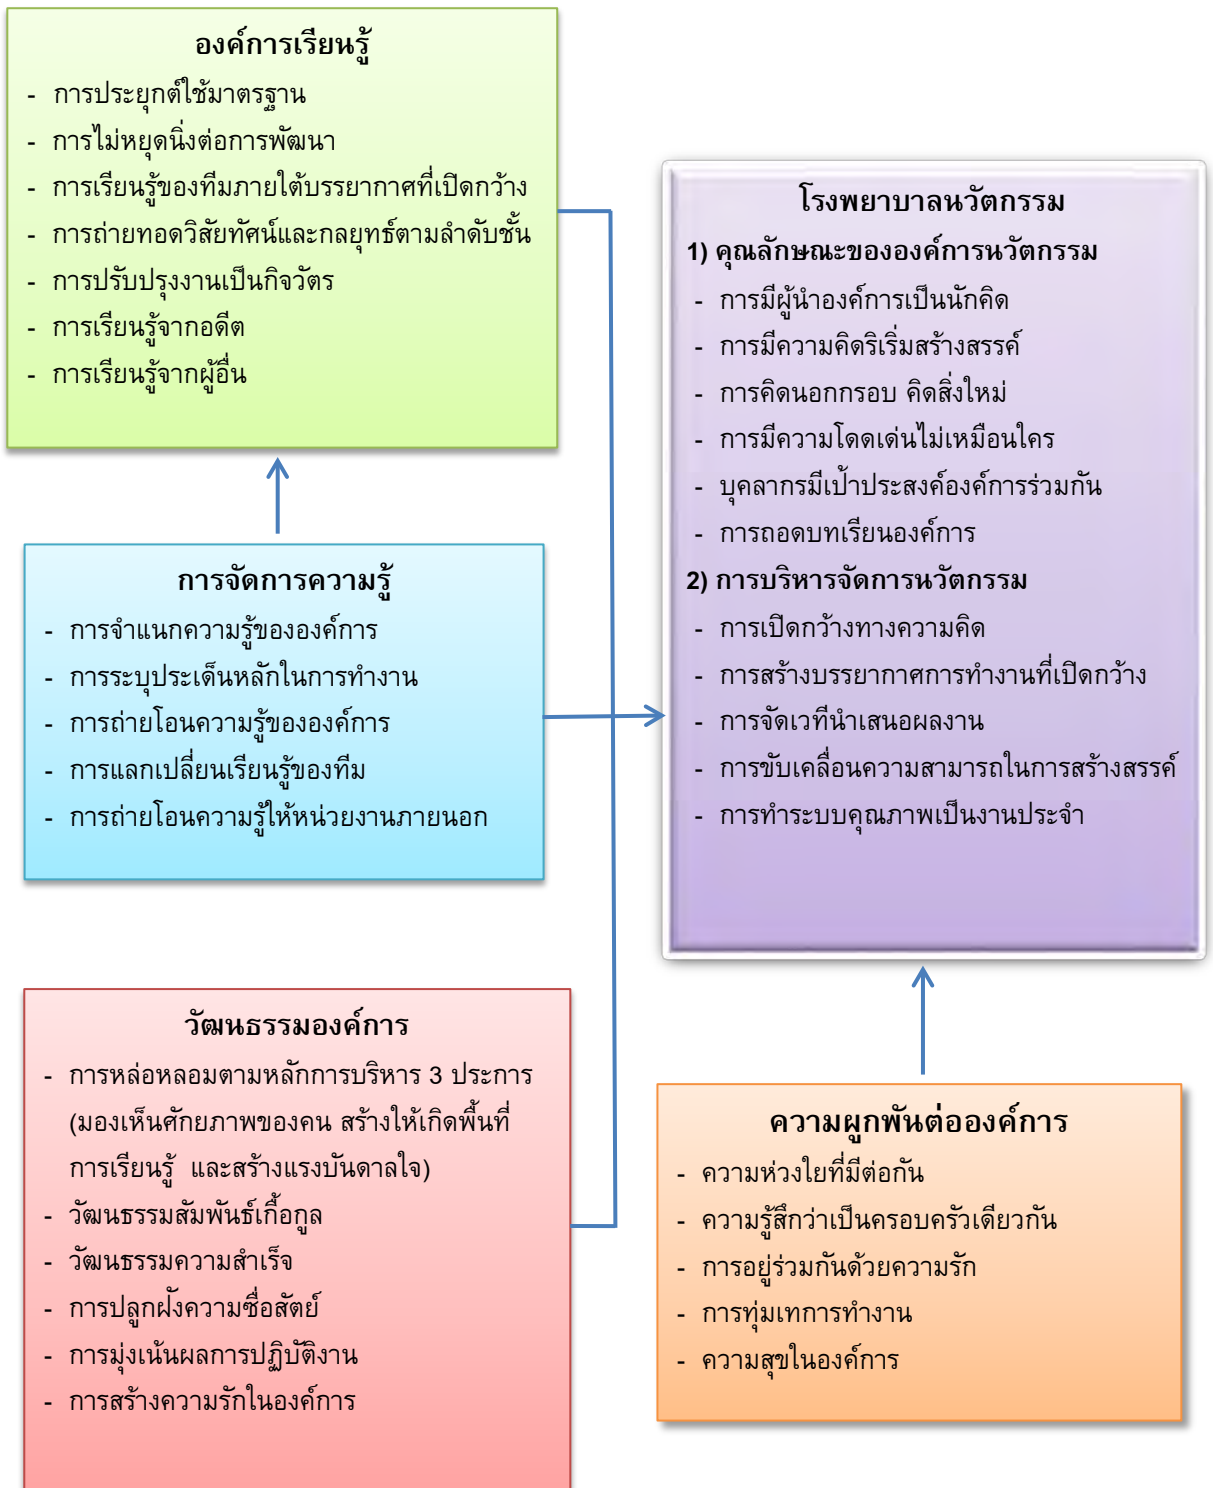 องค์การเรียนรู้
- การประยุกต์ใช้มาตรฐาน
- การไม่หยุดนิ่งต่อการพัฒนา
- การเรียนรู้ของทีมภายใต้บรรยากาศที่เปิดกว้าง
- การถ่ายทอดวิสัยทัศน์และกลยุทธ์ตามลำดับชั้น
- การปรับปรุงงานเป็นกิจวัตร
- การเรียนรู้จากอดีต
- การเรียนรู้จากผู้อื่น
การจัดการความรู้
- การจำแนกความรู้ขององค์การ
- การระบุประเด็นหลักในการทำงาน
- การถ่ายโอนความรู้ขององค์การ
- การแลกเปลี่ยนเรียนรู้ของทีม
- การถ่ายโอนความรู้ให้หน่วยงานภายนอก
วัฒนธรรมองค์การ
- การหล่อหลอมตามหลักการบริหาร 3 ประการ
(มองเห็นศักยภาพของคน สร้างให้เกิดพื้นที่
การเรียนรู้ และสร้างแรงบันดาลใจ)
- วัฒนธรรมสัมพันธ์เกื้อกูล
- วัฒนธรรมความสำเร็จ
- การปลูกฝังความซื่อสัตย์
- การมุ่งเน้นผลการปฏิบัติงาน
- การสร้างความรักในองค์การ
โรงพยาบาลนวัตกรรม
1) คุณลักษณะขององค์การนวัตกรรม
- การมีผู้นำองค์การเป็นนักคิด
- การมีความคิดริเริ่มสร้างสรรค์
- การคิดนอกกรอบ คิดสิ่งใหม่
- การมีความโดดเด่นไม่เหมือนใคร
- บุคลากรมีเป้าประสงค์องค์การร่วมกัน
- การถอดบทเรียนองค์การ
2) การบริหารจัดการนวัตกรรม
- การเปิดกว้างทางความคิด
- การสร้างบรรยากาศการทำงานที่เปิดกว้าง
- การจัดเวทีนำเสนอผลงาน
- การขับเคลื่อนความสามารถในการสร้างสรรค์
- การทำระบบคุณภาพเป็นงานประจำ
ความผูกพันต่อองค์การ
- ความห่วงใยที่มีต่อกัน
- ความรู้สึกว่าเป็นครอบครัวเดียวกัน
- การอยู่ร่วมกันด้วยความรัก
- การทุ่มเทการทำงาน
- ความสุขในองค์การ